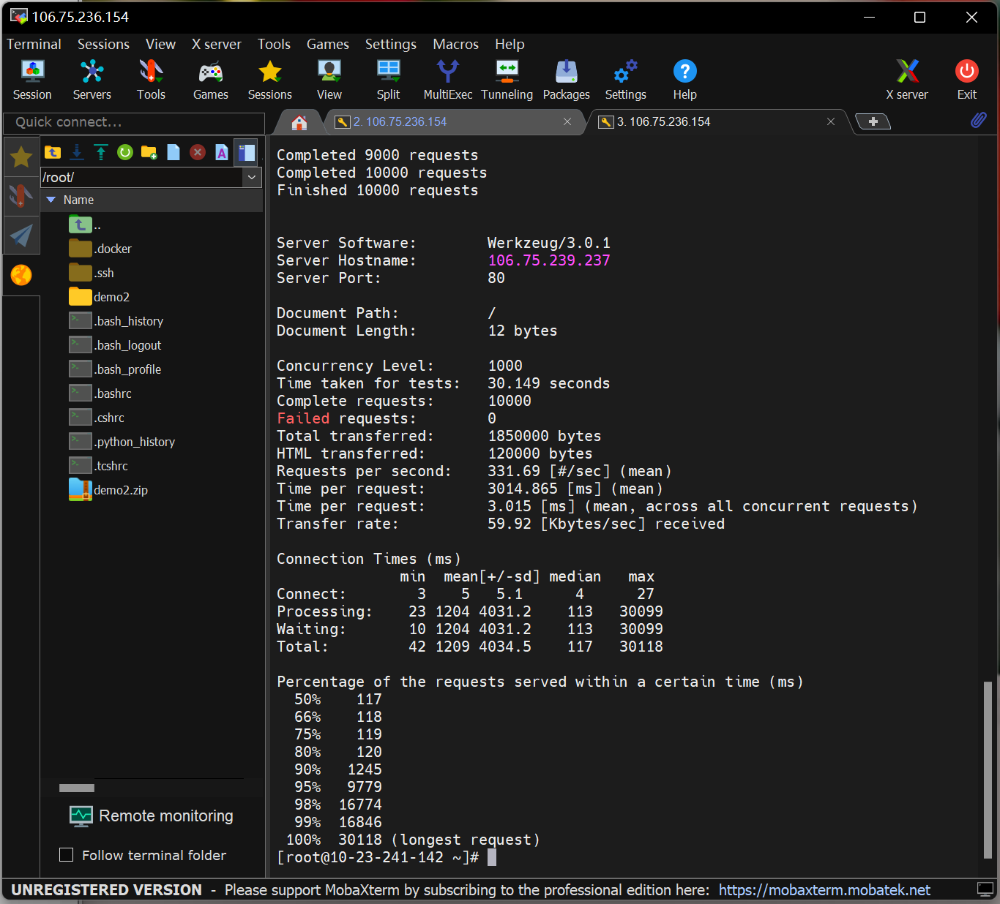 106.75.236.154
Terminal Sessions View X server Tools Games Settings Macros Help
Session Servers Tools Games Sessions View Split MultiExec Tunneling Packages Settings Help X server Exit
Quick connect...
2. 106.75.236.154
3. 106.75.236.154
/root/
Name
..
.docker
.ssh
demo2
.bash_history
.bash_logout
.bash_profile
.bashrc
.cshrc
.python_history
.tcshrc
demo2.zip
Remote monitoring
Follow terminal folder
Completed 9000 requests
Completed 10000 requests
Finished 10000 requests
Server Software: Werkzeug/3.0.1
Server Hostname: 106.75.239.237
Server Port: 80
Document Path: /
Document Length: 12 bytes
Concurrency Level: 1000
Time taken for tests: 30.149 seconds
Complete requests: 10000
Failed requests: 0
Total transferred: 1850000 bytes
HTML transferred: 120000 bytes
Requests per second: 331.69 [#/sec] (mean)
Time per request: 3014.865 [ms] (mean)
Time per request: 3.015 [ms] (mean, across all concurrent requests)
Transfer rate: 59.92 [Kbytes/sec] received
Connection Times (ms)
min mean[+/-sd] median max
Connect: 3 5 5.1 4 27
Processing: 23 1204 4031.2 113 30099
Waiting: 10 1204 4031.2 113 30099
Total: 42 1209 4034.5 117 30118
Percentage of the requests served within a certain time (ms)
50% 117
66% 118
75% 119
80% 120
90% 1245
95% 9779
98% 16774
99% 16846
100% 30118 (longest request)
[root@10-23-241-142 ~]#
UNREGISTERED VERSION - Please support MobaXterm by subscribing to the professional edition here: https://mobaxterm.mobatek.net